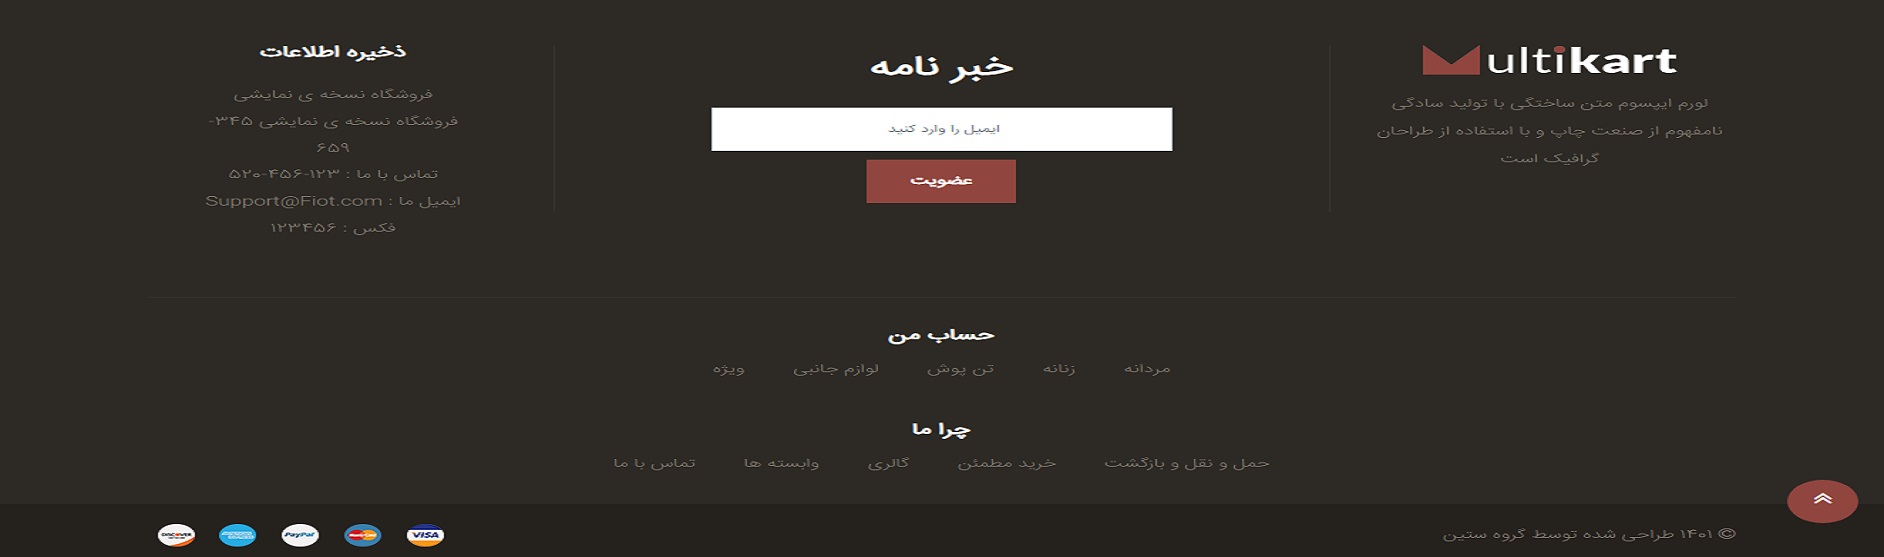 Multikart
لورم ایپسوم متن ساختگی با تولید سادگی
نامفهوم از صنعت چاپ و با استفاده از طراحان
گرافیک است
خبر نامه
ایمیل را وارد کنید
عضویت
ذخیره اطلاعات
فروشگاه نسخه ی نمایشی
فروشگاه نسخه ی نمایشی ۳۴۵-
۶۵۹
تماس با ما : ۱۲۳-۴۵۶-۵۲۰
ایمیل ما : Support@Fiot.com
فکس : ۱۲۳۴۵۶
حساب من
مردانه زنانه تن پوش لوازم جانبی ویژه
چرا ما
حمل و نقل و بازگشت خرید مطمئن گالری وابسته ها تماس با ما
© ۱۴۰۱ طراحی شده توسط گروه ستین
VISA MasterCard PayPal DISCOVER